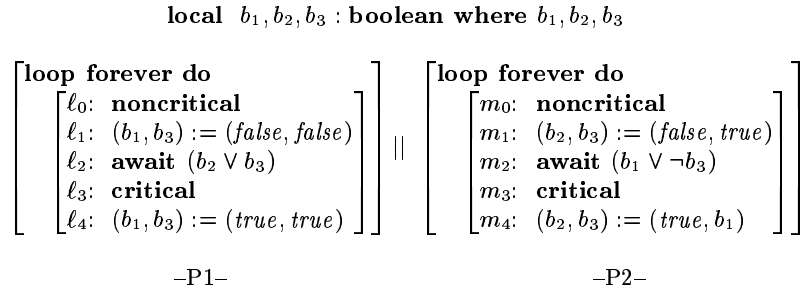 local b₁, b₂, b₃ : boolean where b₁, b₂, b₃
loop forever do
ℓ₀: noncritical
ℓ₁: (b₁, b₃) := (false, false)
ℓ₂: await (b₂ ∨ b₃)
ℓ₃: critical
ℓ₄: (b₁, b₃) := (true, true)
||
loop forever do
m₀: noncritical
m₁: (b₂, b₃) := (false, true)
m₂: await (b₁ ∨ ¬b₃)
m₃: critical
m₄: (b₂, b₃) := (true, b₁)
–P1–
–P2–